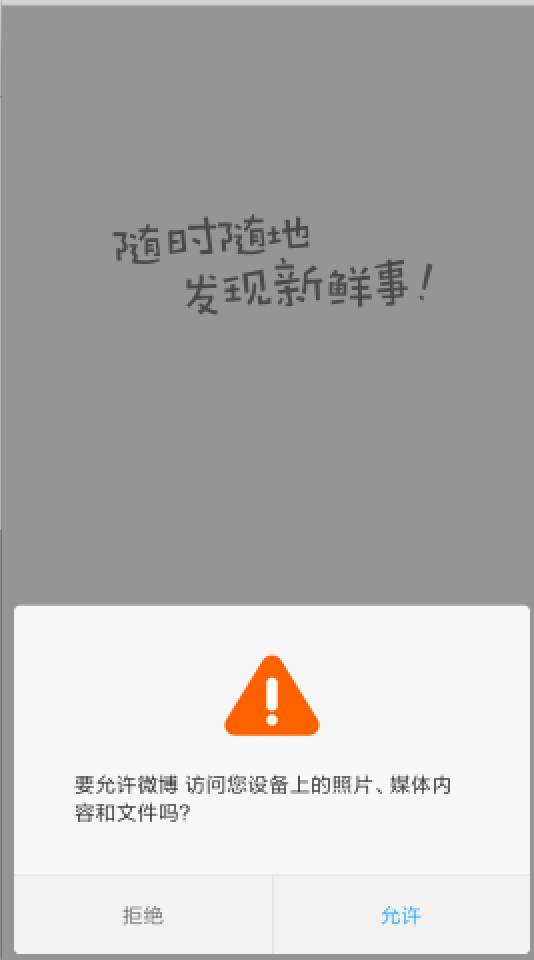 随时随地
发现新鲜事！
要允许微博 访问您设备上的照片、媒体内
容和文件吗？
拒绝
允许